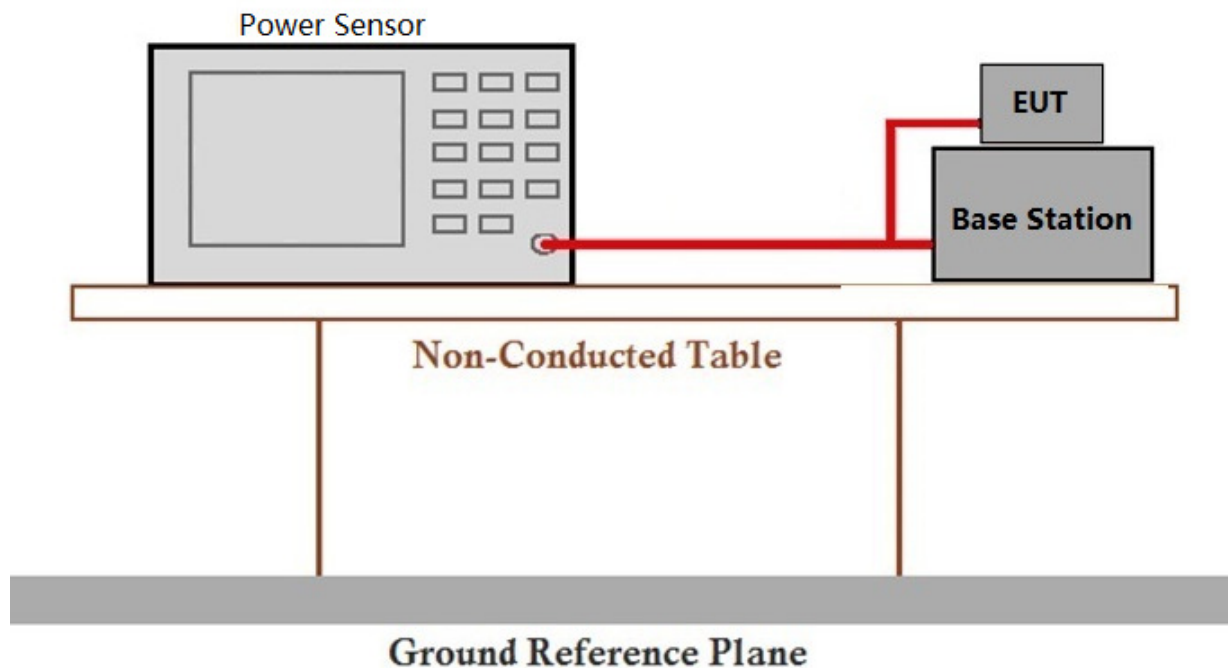 Power Sensor
EUT
Base Station
Non-Conducted Table
Ground Reference Plane